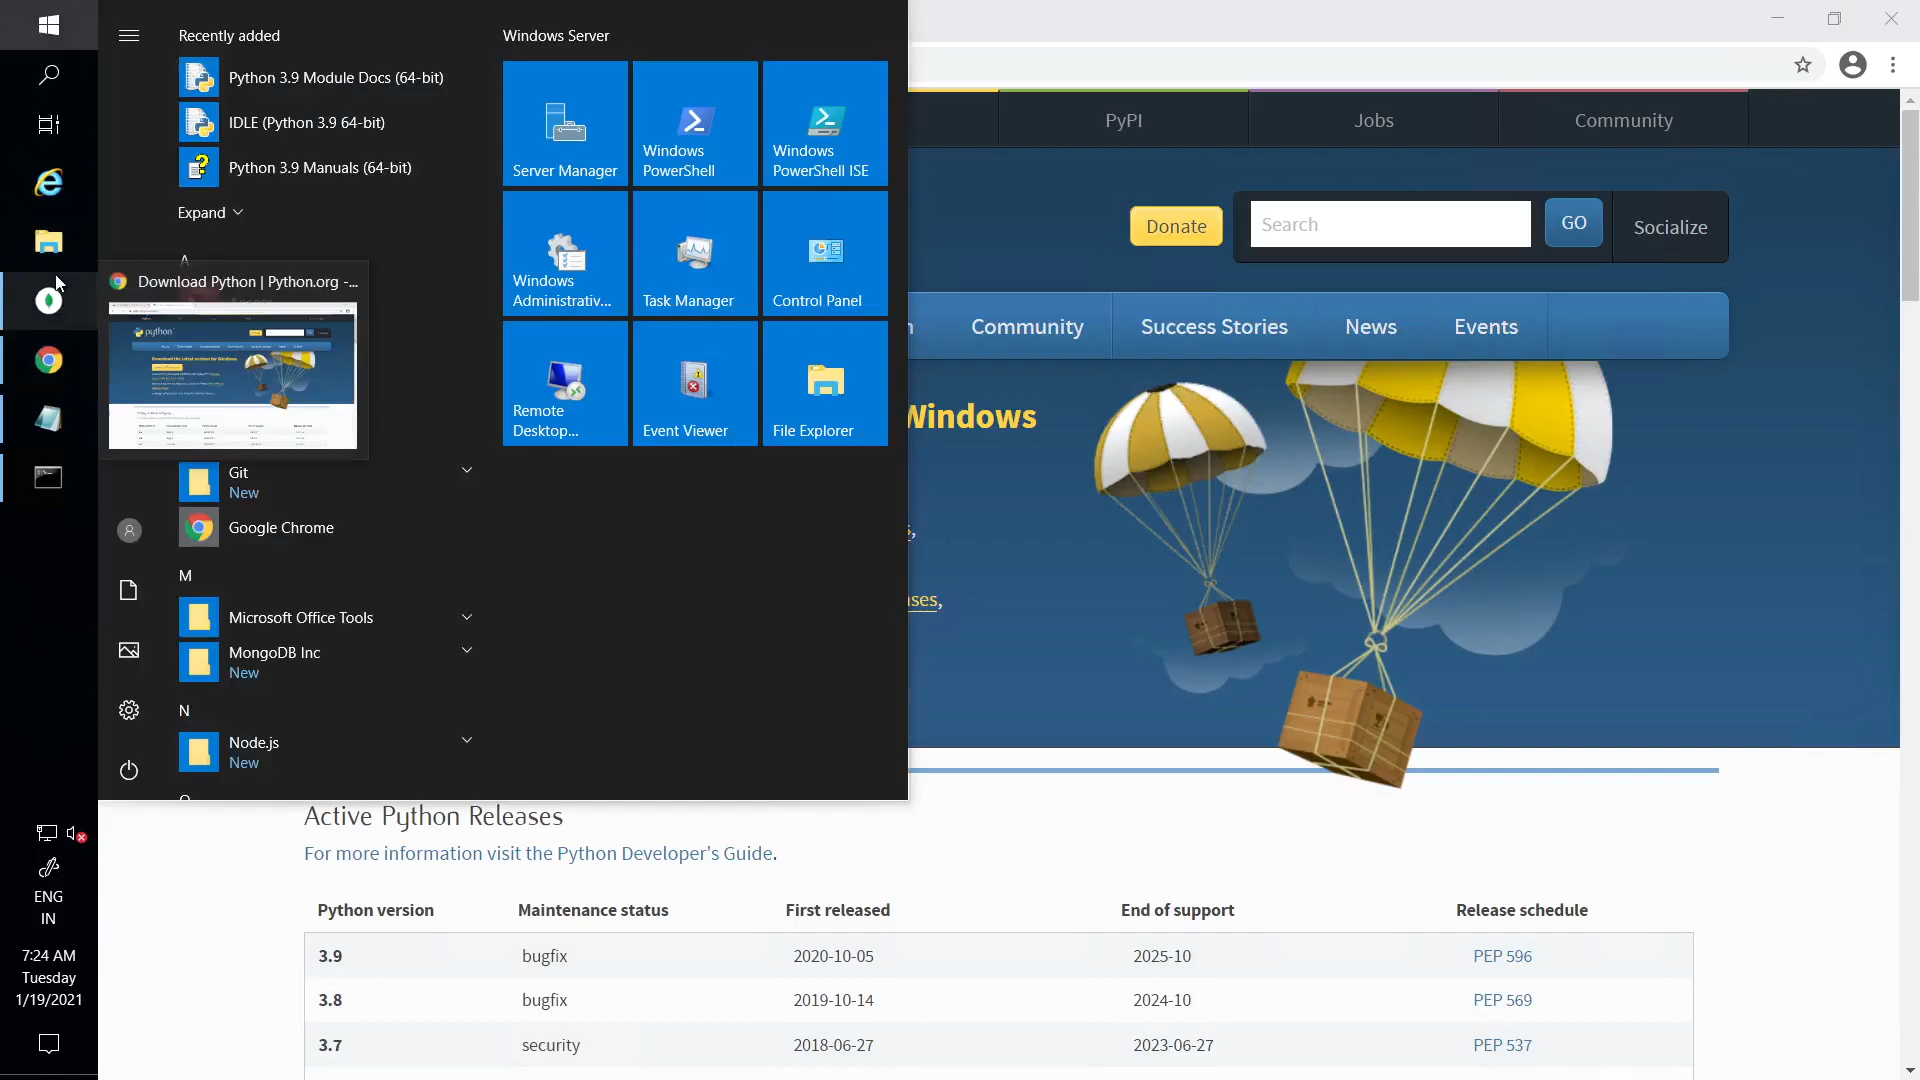 Recently added
Python 3.9 Module Docs (64-bit)
IDLE (Python 3.9 64-bit)
Python 3.9 Manuals (64-bit)
Expand
A
Download Python | Python.org -...
Git
New
Google Chrome
M
Microsoft Office Tools
MongoDB Inc
New
N
Node.js
New
Windows Server
Server Manager
Windows PowerShell
Windows PowerShell ISE
Windows Administrativ...
Task Manager
Control Panel
Remote Desktop...
Event Viewer
File Explorer
PyPI
Jobs
Community
Donate
Search
GO
Socialize
Community
Success Stories
News
Events
Windows
Active Python Releases
For more information visit the Python Developer's Guide.
Python version Maintenance status First released End of support Release schedule
3.9 bugfix 2020-10-05 2025-10 PEP 596
3.8 bugfix 2019-10-14 2024-10 PEP 569
3.7 security 2018-06-27 2023-06-27 PEP 537
ENG
IN
7:24 AM
Tuesday
1/19/2021